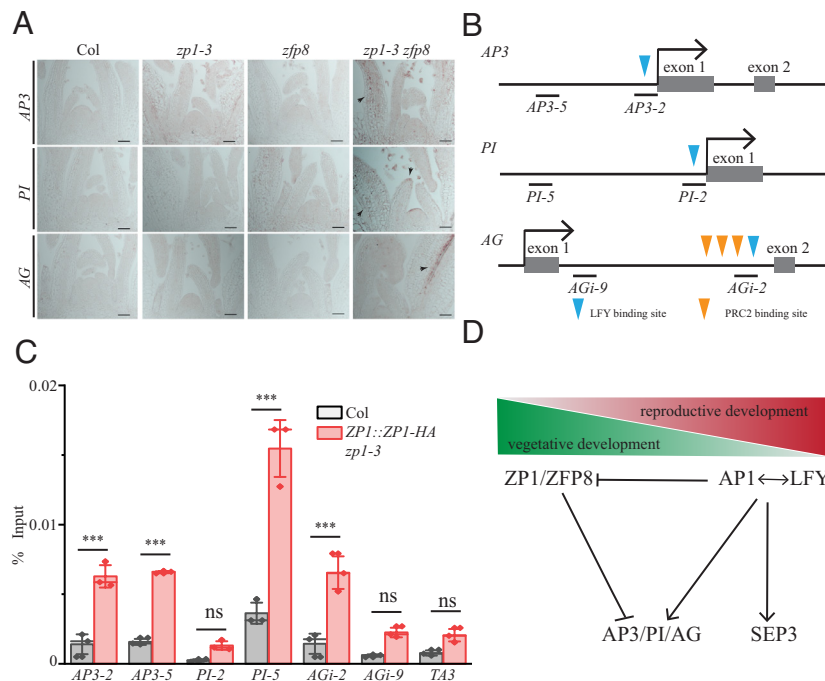 A
Col zp1-3 zfp8 zp1-3 zfp8
AP3
PI
AG
B
AP3
exon 1 exon 2
AP3-5 AP3-2
PI
exon 1
PI-5 PI-2
AG
exon 1 exon 2
AGi-9 AGi-2
LFY binding site PRC2 binding site
C
% Input
0.02
0.01
0
*** *** ns *** *** ns ns
Col
ZP1::ZP1-HA
zp1-3
AP3-2 AP3-5 PI-2 PI-5 AGi-2 AGi-9 TA3
D
reproductive development
vegetative development
ZP1/ZFP8 AP1 LFY
AP3/PI/AG SEP3